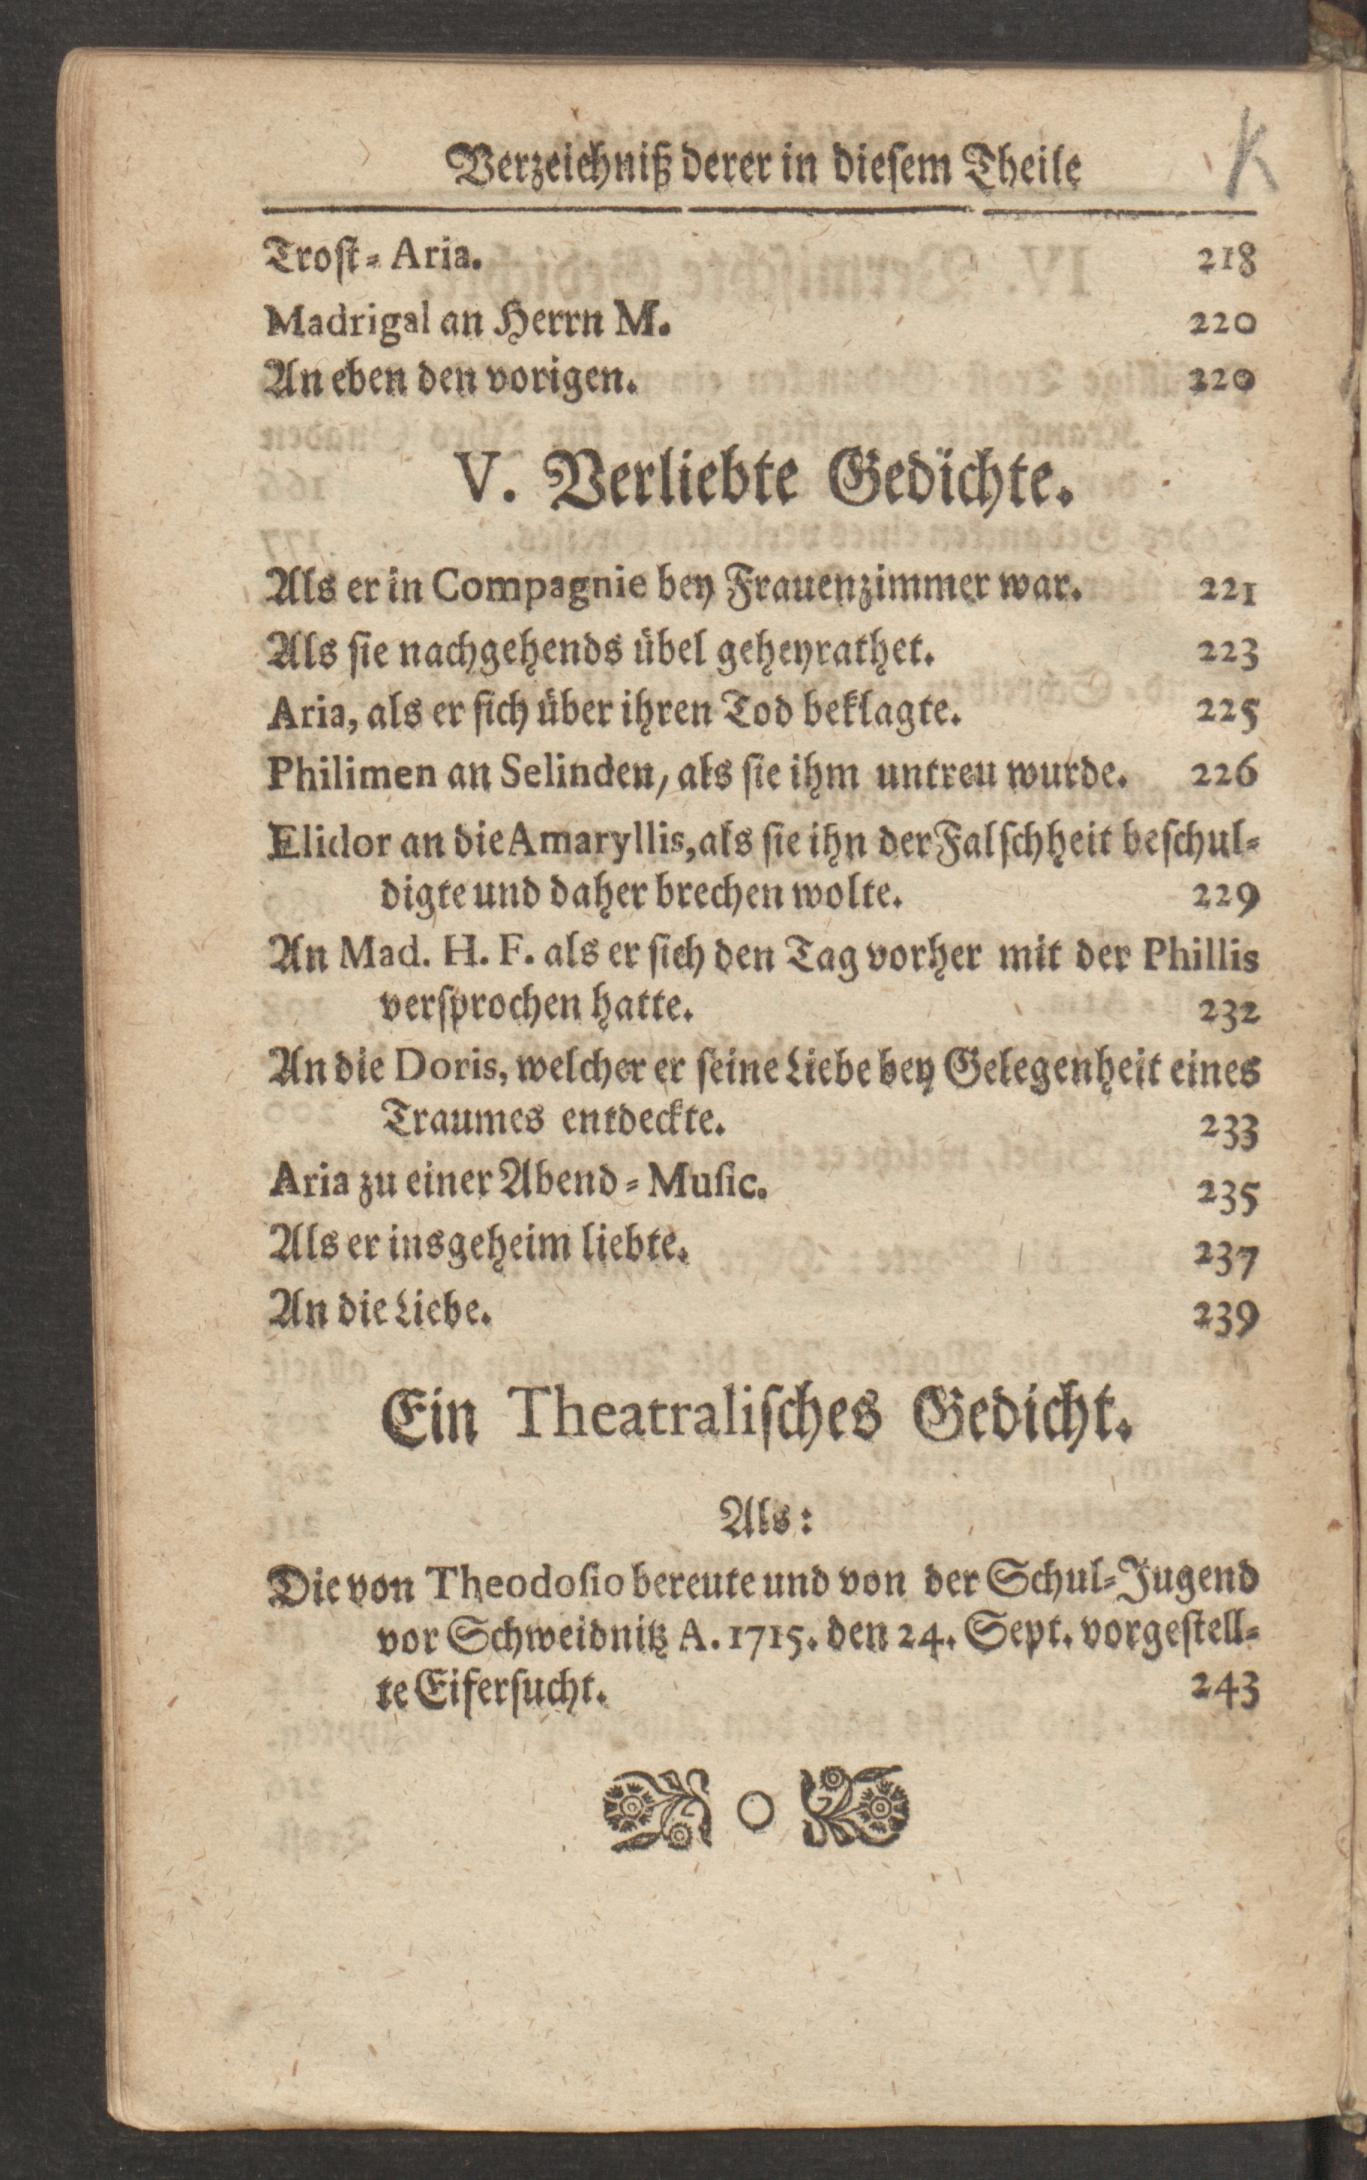 Verzeichniß derer in diesem Theile
K
Trost-Aria. 218
Madrigal an Herrn M. 220
An eben den vorigen. 220
V. Verliebte Gedichte.
Als er in Compagnie bey Frauenzimmer war. 221
Als sie nachgehends übel geheyrathet. 223
Aria, als er sich über ihren Tod beklagte. 225
Philimen an Selinden, als sie ihm untreu wurde. 226
Elidor an die Amaryllis, als sie ihn der Falschheit beschul-
digte und daher brechen wolte. 229
An Mad. H. F. als er sich den Tag vorher mit der Phillis
versprochen hatte. 232
An die Doris, welcher er seine Liebe bey Gelegenheit eines
Traumes entdeckte. 233
Aria zu einer Abend-Music. 235
Als er insgeheim liebte. 237
An die Liebe. 239
Ein Theatralisches Gedicht.
Als:
Die von Theodosio bereute und von der Schul-Jugend
vor Schweidnitz A. 1715. den 24. Sept. vorgestell-
te Eifersucht. 243